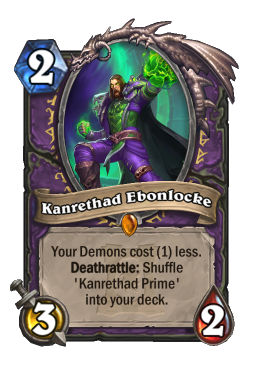 2
Kanrethad Ebonlocke
Your Demons cost (1) less.
Deathrattle: Shuffle
'Kanrethad Prime'
into your deck.
3
2